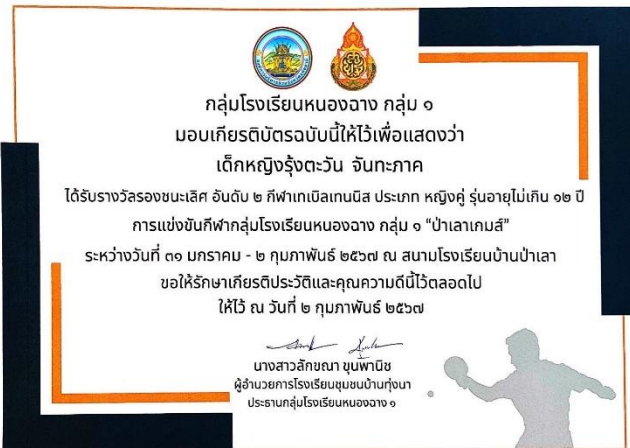 กลุ่มโรงเรียนหนองฉาง กลุ่ม ๑
มอบเกียรติบัตรฉบับนี้ให้ไว้เพื่อแสดงว่า
เด็กหญิงรุ้งตะวัน จันทะภาค
ได้รับรางวัลรองชนะเลิศ อันดับ ๒ กีฬาเทเบิลเทนนิส ประเภท หญิงคู่ รุ่นอายุไม่เกิน ๑๒ ปี
การแข่งขันกีฬากลุ่มโรงเรียนหนองฉาง กลุ่ม ๑ “ป่าเลาเกมส์”
ระหว่างวันที่ ๓๑ มกราคม - ๒ กุมภาพันธ์ ๒๕๖๗ ณ สนามโรงเรียนบ้านป่าเลา
ขอให้รักษาเกียรติประวัติและคุณความดีนี้ไว้ตลอดไป
ให้ไว้ ณ วันที่ ๒ กุมภาพันธ์ ๒๕๖๗
นางสาวลักขณา ขุนพานิช
ผู้อำนวยการโรงเรียนชุมชนบ้านทุ่งนา
ประธานกลุ่มโรงเรียนหนองฉาง ๑